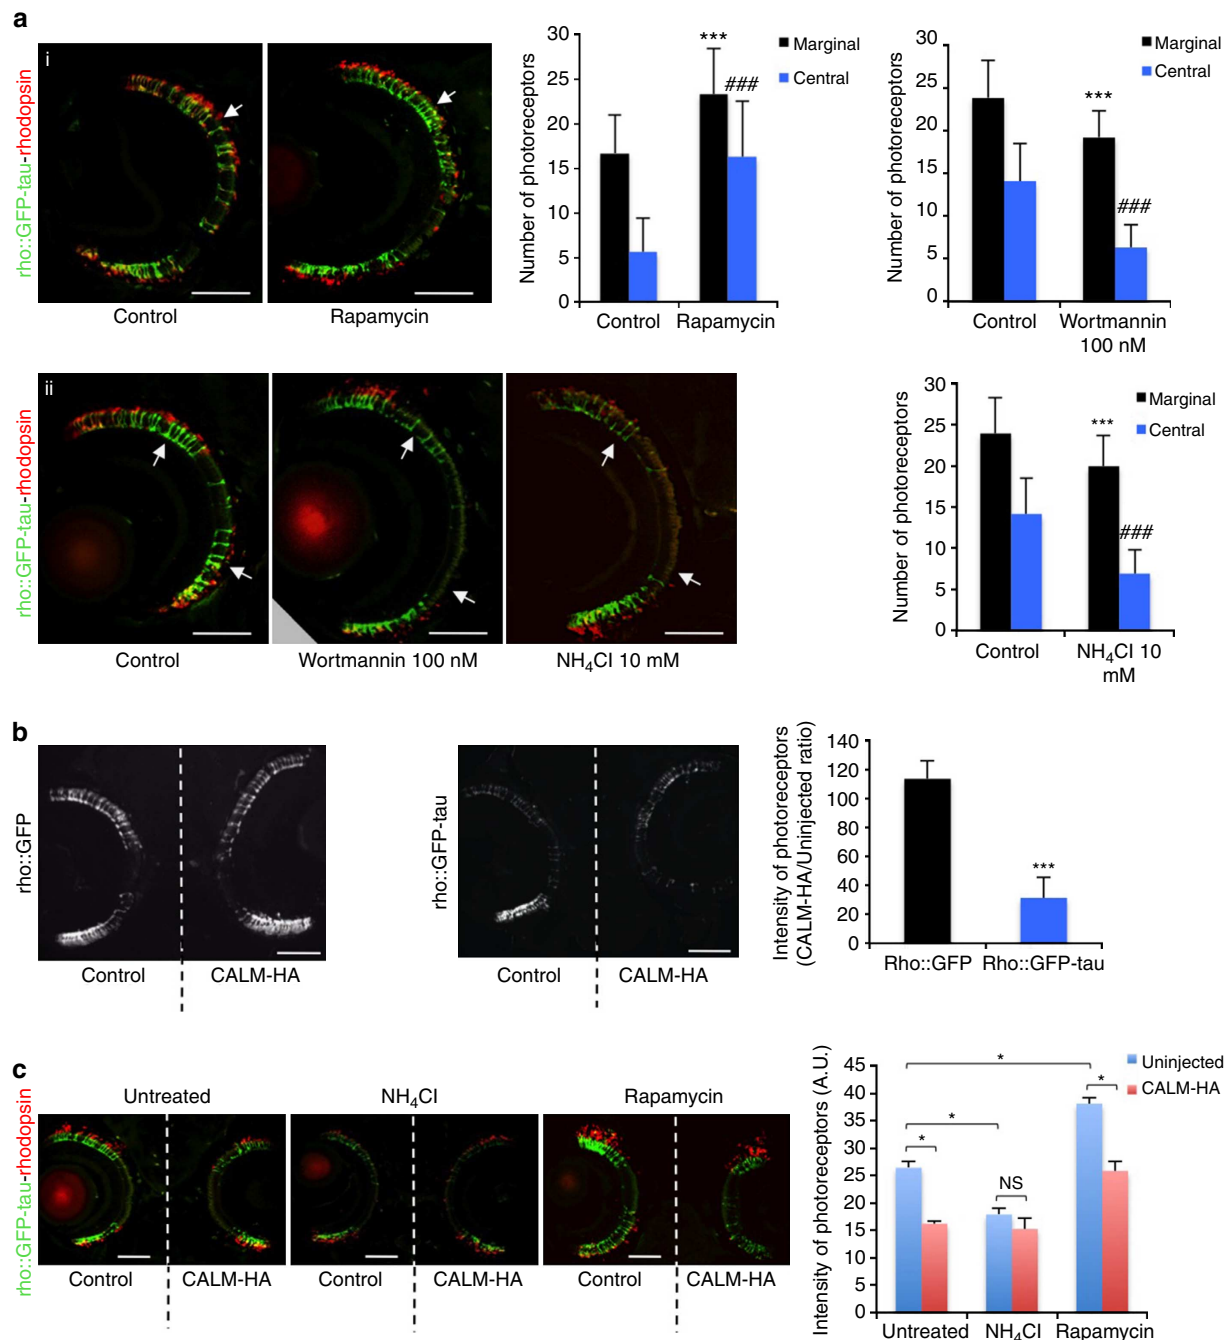 a
rho::GFP-tau-rhodopsin
i
Control
Rapamycin
Number of photoreceptors
30
25
20
15
10
5
0
***
###
Marginal
Central
Control
Rapamycin
Number of photoreceptors
30
25
20
15
10
5
0
***
###
Marginal
Central
Control
Wortmannin
100 nM
rho::GFP-tau-rhodopsin
ii
Control
Wortmannin 100 nM
NH₄Cl 10 mM
Number of photoreceptors
30
25
20
15
10
5
0
***
###
Marginal
Central
Control
NH₄Cl 10
mM
b
rho::GFP
Control
CALM-HA
rho::GFP-tau
Control
CALM-HA
Intensity of photoreceptors
(CALM-HA/Uninjected ratio)
140
120
100
80
60
40
20
0
***
Rho::GFP
Rho::GFP-tau
c
rho::GFP-tau-rhodopsin
Untreated
NH₄Cl
Rapamycin
Control
CALM-HA
Control
CALM-HA
Control
CALM-HA
Intensity of photoreceptors (A.U.)
45
40
35
30
25
20
15
10
5
0
*
*
*
NS
*
Uninjected
CALM-HA
Untreated
NH₄Cl
Rapamycin